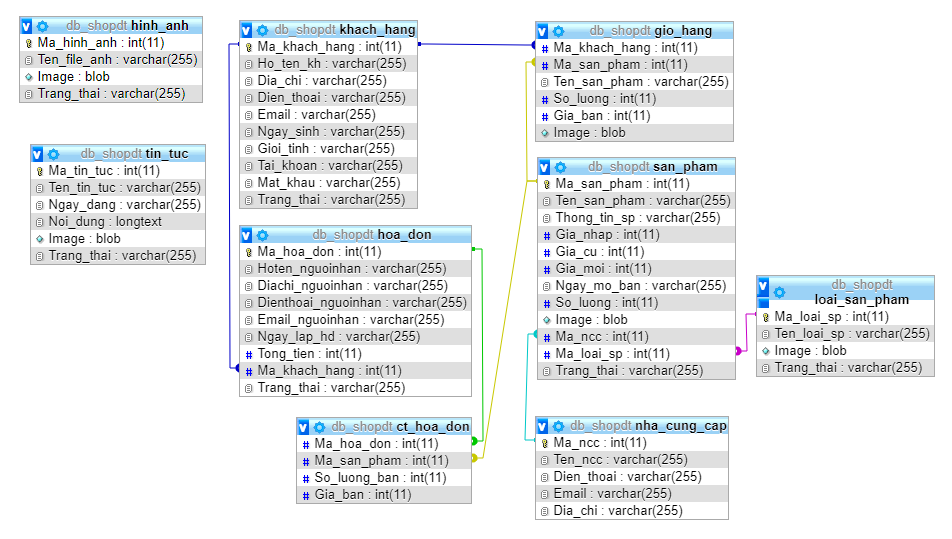 db_shopdt hinh_anh
Ma_hinh_anh : int(11)
Ten_file_anh : varchar(255)
Image : blob
Trang_thai : varchar(255)
db_shopdt tin_tuc
Ma_tin_tuc : int(11)
Ten_tin_tuc : varchar(255)
Ngay_dang : varchar(255)
Noi_dung : longtext
Image : blob
Trang_thai : varchar(255)
db_shopdt khach_hang
Ma_khach_hang : int(11)
Ho_ten_kh : varchar(255)
Dia_chi : varchar(255)
Dien_thoai : varchar(255)
Email : varchar(255)
Ngay_sinh : varchar(255)
Gioi_tinh : varchar(255)
Tai_khoan : varchar(255)
Mat_khau : varchar(255)
Trang_thai : varchar(255)
db_shopdt hoa_don
Ma_hoa_don : int(11)
Hoten_nguoinhan : varchar(255)
Diachi_nguoinhan : varchar(255)
Dienthoai_nguoinhan : varchar(255)
Email_nguoinhan : varchar(255)
Ngay_lap_hd : varchar(255)
Tong_tien : int(11)
Ma_khach_hang : int(11)
Trang_thai : varchar(255)
db_shopdt ct_hoa_don
Ma_hoa_don : int(11)
Ma_san_pham : int(11)
So_luong_ban : int(11)
Gia_ban : int(11)
db_shopdt gio_hang
Ma_khach_hang : int(11)
Ma_san_pham : int(11)
Ten_san_pham : varchar(255)
So_luong : int(11)
Gia_ban : int(11)
Image : blob
db_shopdt san_pham
Ma_san_pham : int(11)
Ten_san_pham : varchar(255)
Thong_tin_sp : varchar(255)
Gia_nhap : int(11)
Gia_cu : int(11)
Gia_moi : int(11)
Ngay_mo_ban : varchar(255)
So_luong : int(11)
Image : blob
Ma_ncc : int(11)
Ma_loai_sp : int(11)
Trang_thai : varchar(255)
db_shopdt nha_cung_cap
Ma_ncc : int(11)
Ten_ncc : varchar(255)
Dien_thoai : varchar(255)
Email : varchar(255)
Dia_chi : varchar(255)
db_shopdt
loai_san_pham
Ma_loai_sp : int(11)
Ten_loai_sp : varchar(255)
Image : blob
Trang_thai : varchar(255)